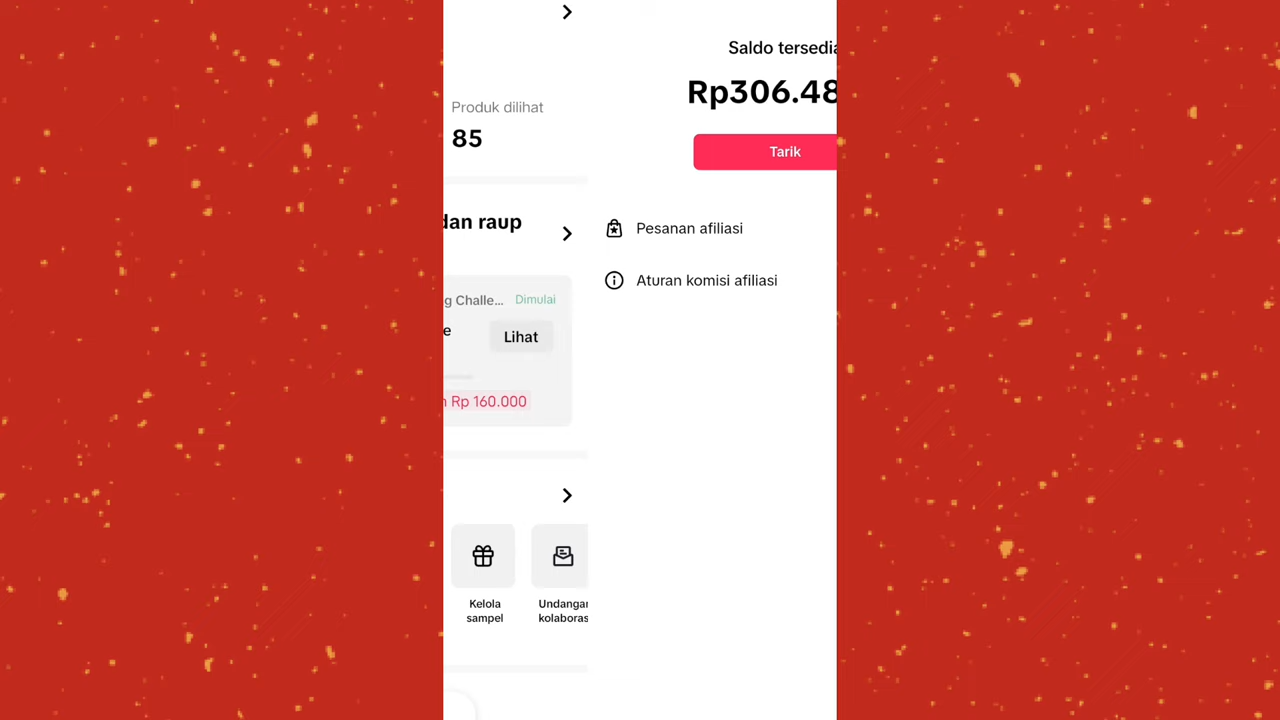 Produk dilihat
85
dan raup
g Challe... Dimulai
e
Lihat
n Rp 160.000
Kelola
sampel
Undangan
kolaboras
Saldo tersedia
Rp306.48
Tarik
Pesanan afiliasi
Aturan komisi afiliasi